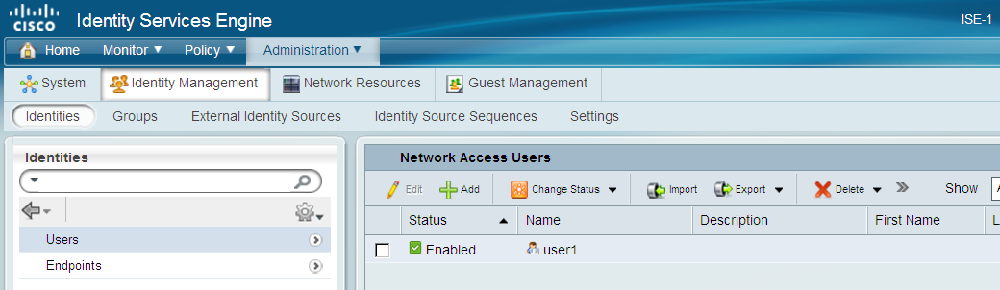 CISCO Identity Services Engine ISE-1
Home Monitor Policy Administration
System Identity Management Network Resources Guest Management
Identities Groups External Identity Sources Identity Source Sequences Settings
Identities
Users
Endpoints
Network Access Users
Edit Add Change Status Import Export Delete Show
Status Name Description First Name
Enabled user1